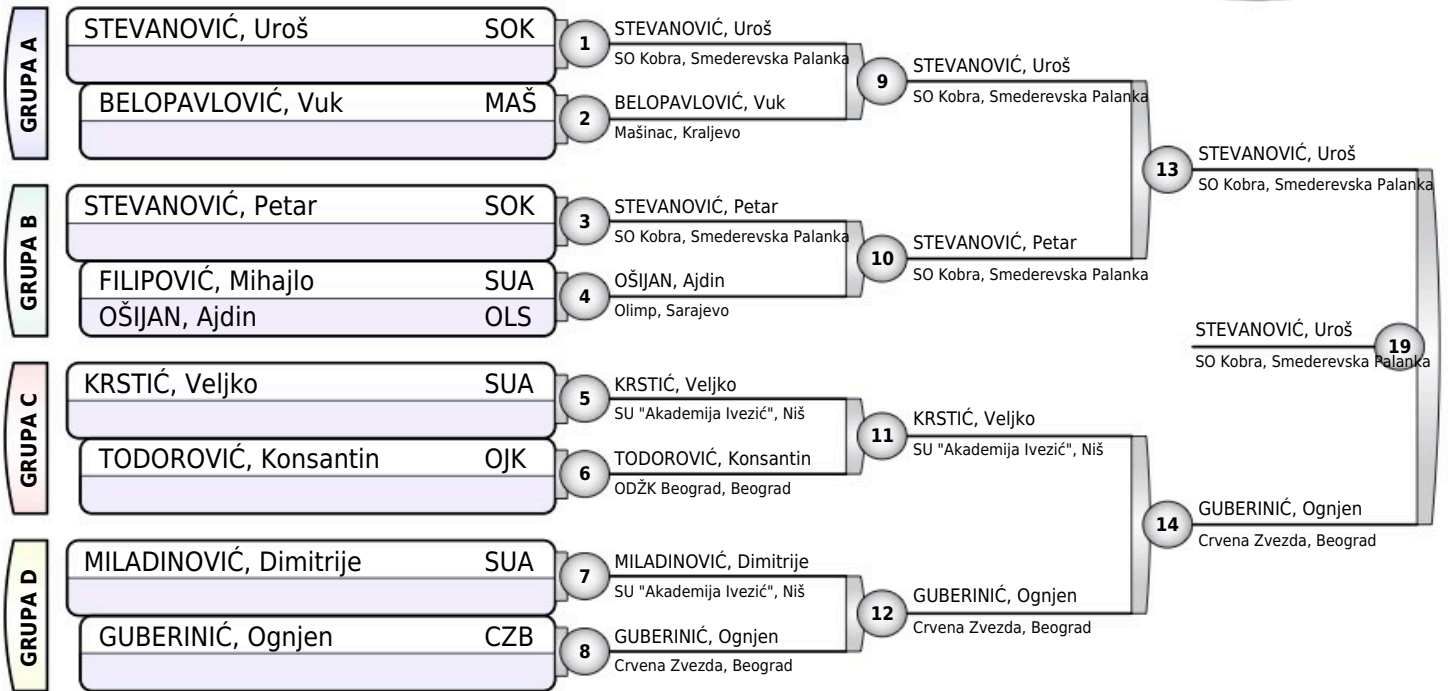 GRUPA A
STEVANOVIĆ, Uroš SOK
BELOPAVLOVIĆ, Vuk MAŠ
GRUPA B
STEVANOVIĆ, Petar SOK
FILIPOVIĆ, Mihajlo SUA
OŠIJAN, Ajdin OLS
GRUPA C
KRSTIĆ, Veljko SUA
TODOROVIĆ, Konsantin OJK
GRUPA D
MILADINOVIĆ, Dimitrije SUA
GUBERINIĆ, Ognjen CZB
1
STEVANOVIĆ, Uroš
SO Kobra, Smederevska Palanka
2
BELOPAVLOVIĆ, Vuk
Mašinac, Kraljevo
3
STEVANOVIĆ, Petar
SO Kobra, Smederevska Palanka
4
OŠIJAN, Ajdin
Olimp, Sarajevo
5
KRSTIĆ, Veljko
SU "Akademija Ivezić", Niš
6
TODOROVIĆ, Konsantin
ODŽK Beograd, Beograd
7
MILADINOVIĆ, Dimitrije
SU "Akademija Ivezić", Niš
8
GUBERINIĆ, Ognjen
Crvena Zvezda, Beograd
9
STEVANOVIĆ, Uroš
SO Kobra, Smederevska Palanka
10
STEVANOVIĆ, Petar
SO Kobra, Smederevska Palanka
11
KRSTIĆ, Veljko
SU "Akademija Ivezić", Niš
12
GUBERINIĆ, Ognjen
Crvena Zvezda, Beograd
13
STEVANOVIĆ, Uroš
SO Kobra, Smederevska Palanka
14
GUBERINIĆ, Ognjen
Crvena Zvezda, Beograd
STEVANOVIĆ, Uroš
19
SO Kobra, Smederevska Palanka